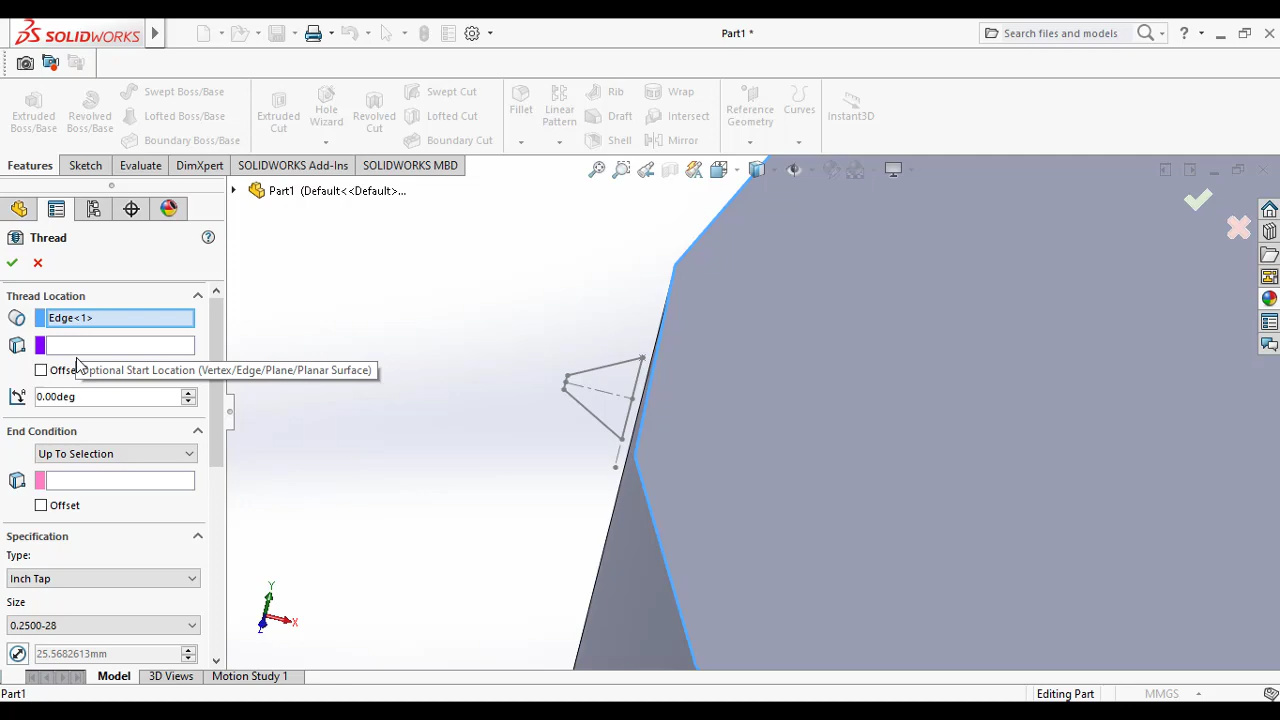 SOLIDWORKS
Part1 *
Search files and models
?
Extruded Boss/Base
Revolved Boss/Base
Swept Boss/Base
Lofted Boss/Base
Boundary Boss/Base
Extruded Cut
Hole Wizard
Revolved Cut
Swept Cut
Lofted Cut
Boundary Cut
Fillet
Linear Pattern
Rib
Draft
Shell
Wrap
Intersect
Mirror
Reference Geometry
Curves
Instant3D
Features
Sketch
Evaluate
DimXpert
SOLIDWORKS Add-Ins
SOLIDWORKS MBD
Part1 (Default<<Default>...
Thread
?
Thread Location
Edge<1>
Optional Start Location (Vertex/Edge/Plane/Planar Surface)
0.00deg
End Condition
Up To Selection
Offset
Specification
Type:
Inch Tap
Size
0.2500-28
25.5682613mm
Y
X
Z
Model
3D Views
Motion Study 1
Part1
Editing Part
MMGS